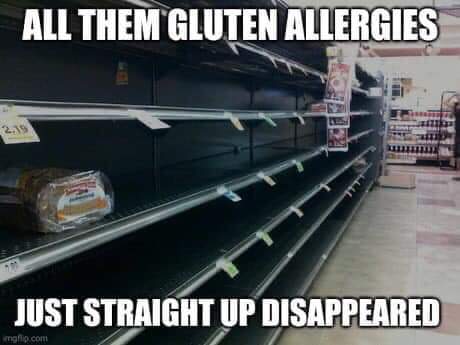 ALL THEM GLUTEN ALLERGIES
2.19
JUST STRAIGHT UP DISAPPEARED
imgflip.com